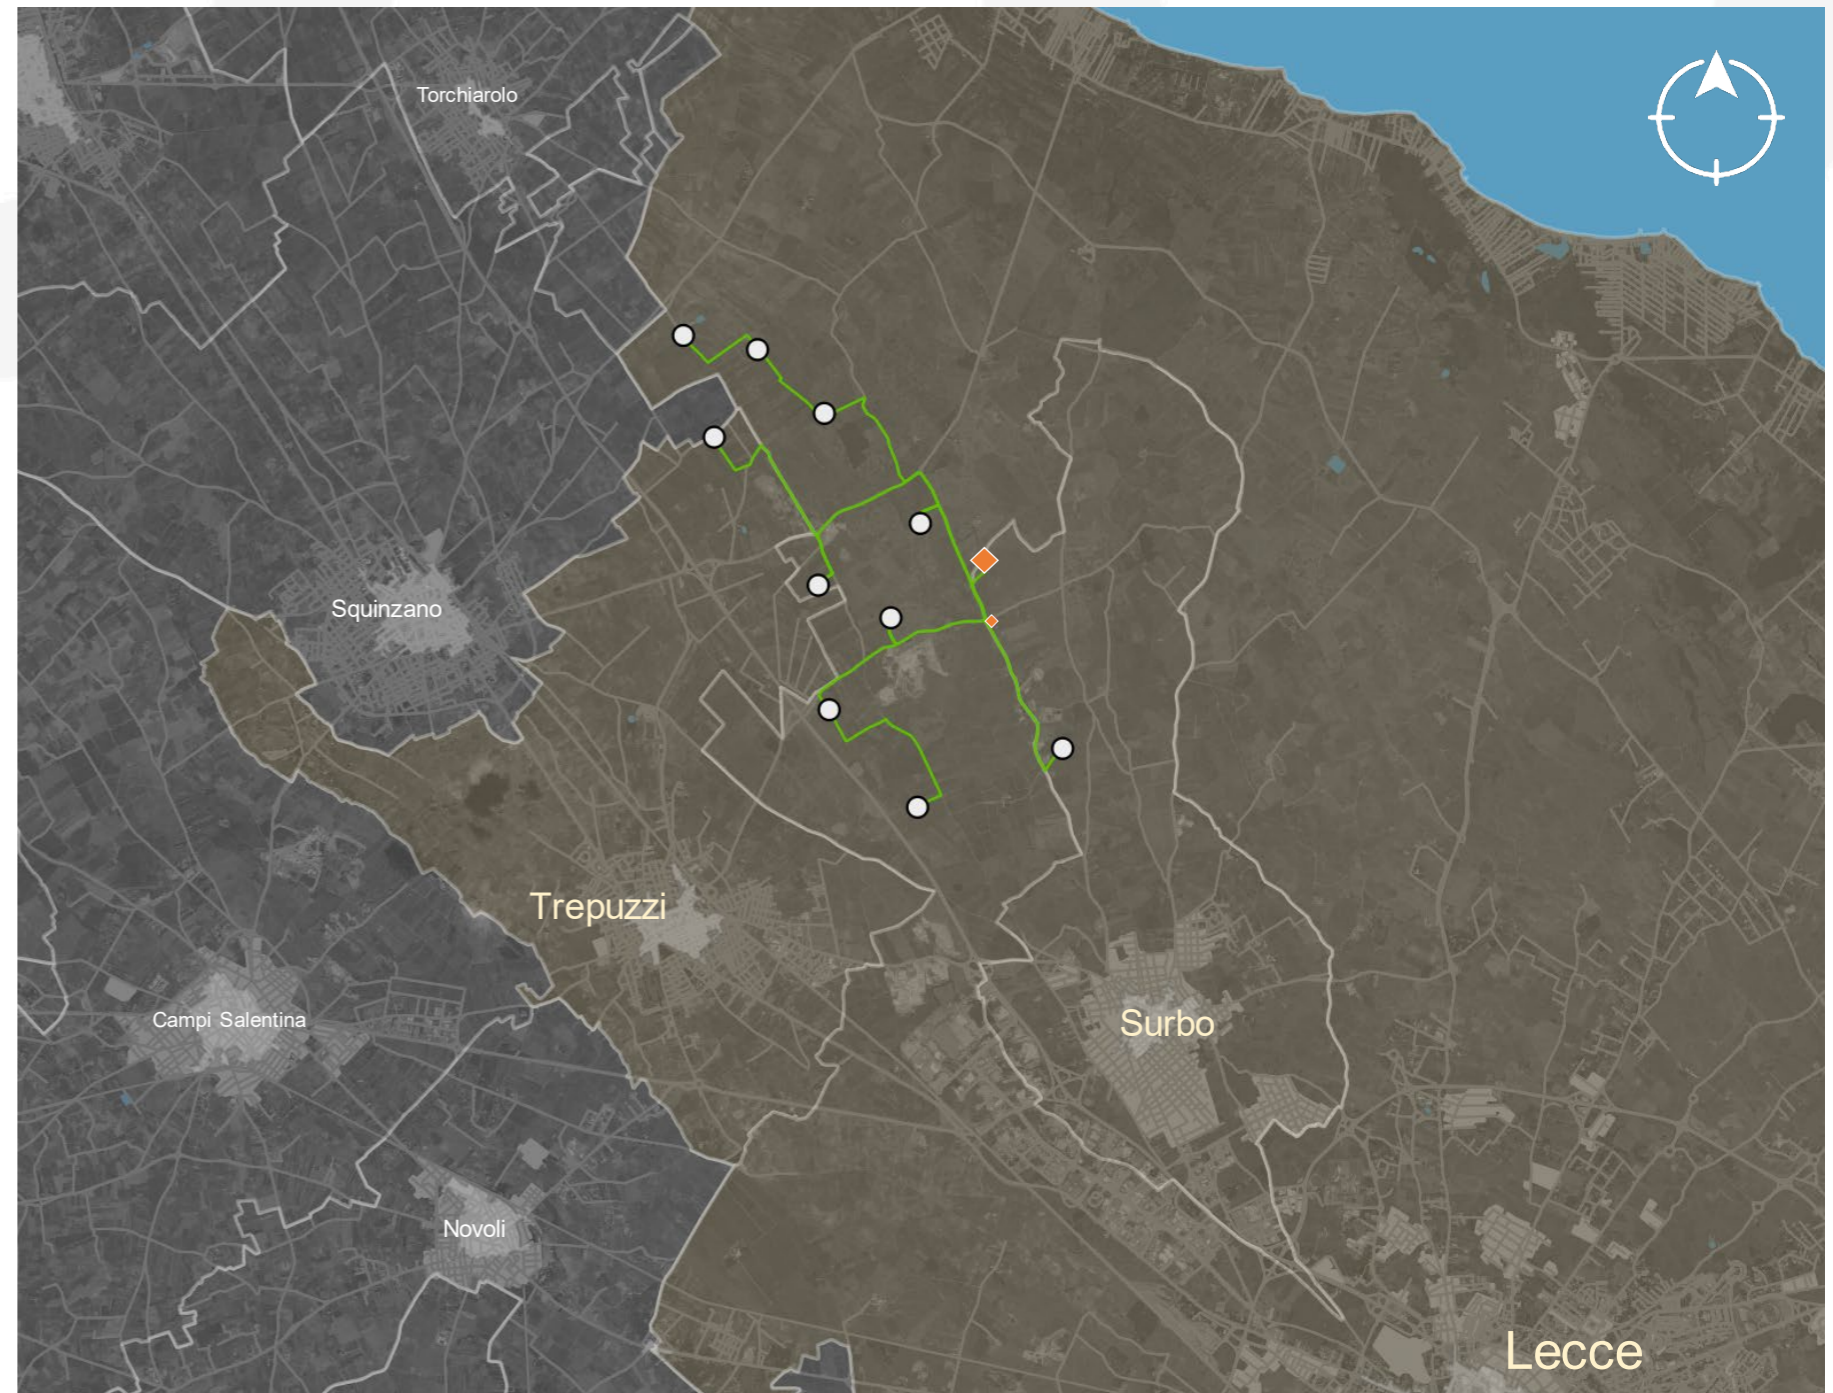 Torchiarolo
Squinzano
Trepuzzi
Campi Salentina
Surbo
Novoli
Lecce